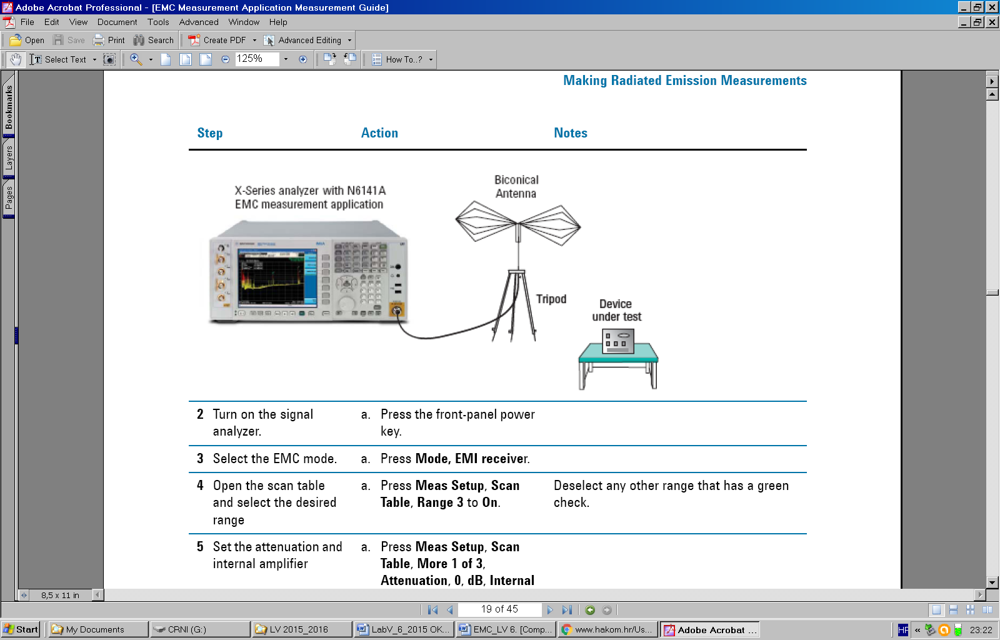 Adobe Acrobat Professional - [EMC Measurement Application Measurement Guide]
File Edit View Document Tools Advanced Window Help
Open Save Print Search Create PDF Advanced Editing
Select Text 125% How To..?
Bookmarks
Layers
Pages
Making Radiated Emission Measurements
Step Action Notes
X-Series analyzer with N6141A
EMC measurement application
Biconical
Antenna
Tripod
Device
under test
2 Turn on the signal
analyzer.
a. Press the front-panel power
key.
3 Select the EMC mode.
a. Press Mode, EMI receiver.
4 Open the scan table
and select the desired
range
a. Press Meas Setup, Scan
Table, Range 3 to On.
Deselect any other range that has a green
check.
5 Set the attenuation and
internal amplifier
a. Press Meas Setup, Scan
Table, More 1 of 3,
Attenuation, 0, dB, Internal
8,5 x 11 in
19 of 45
Start My Documents CRNI (G:) LV 2015_2016 LabV_6_2015 OK... EMC_LV 6. [Comp... www.hakom.hr/Us... Adobe Acrobat ... HR « 23:22